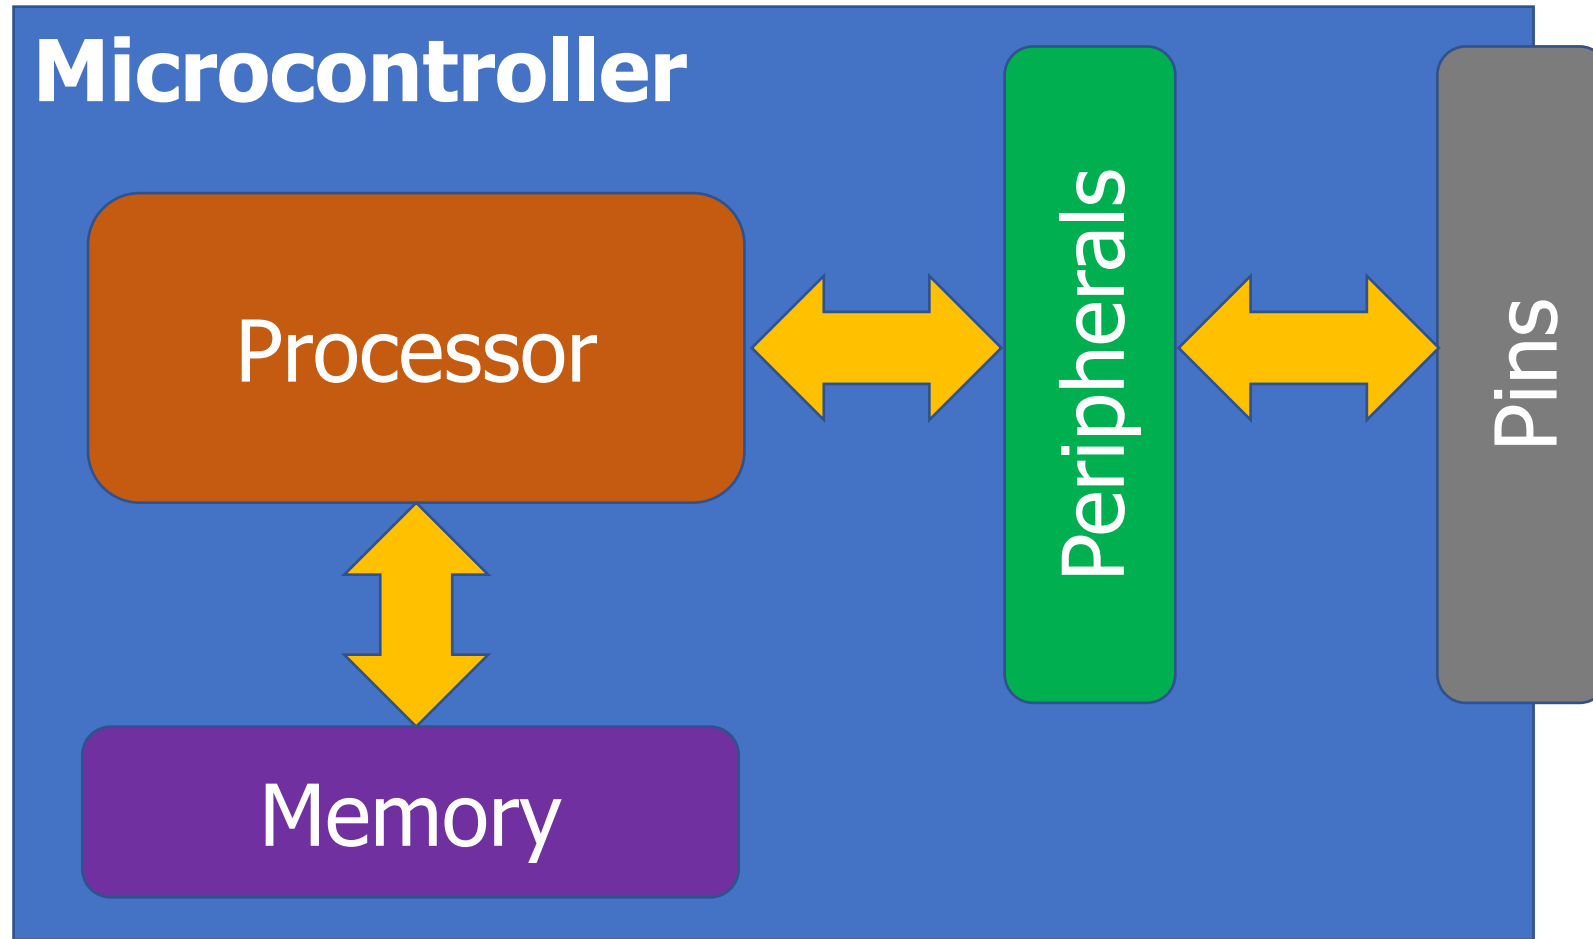 Microcontroller
Processor
Peripherals
Pins
Memory